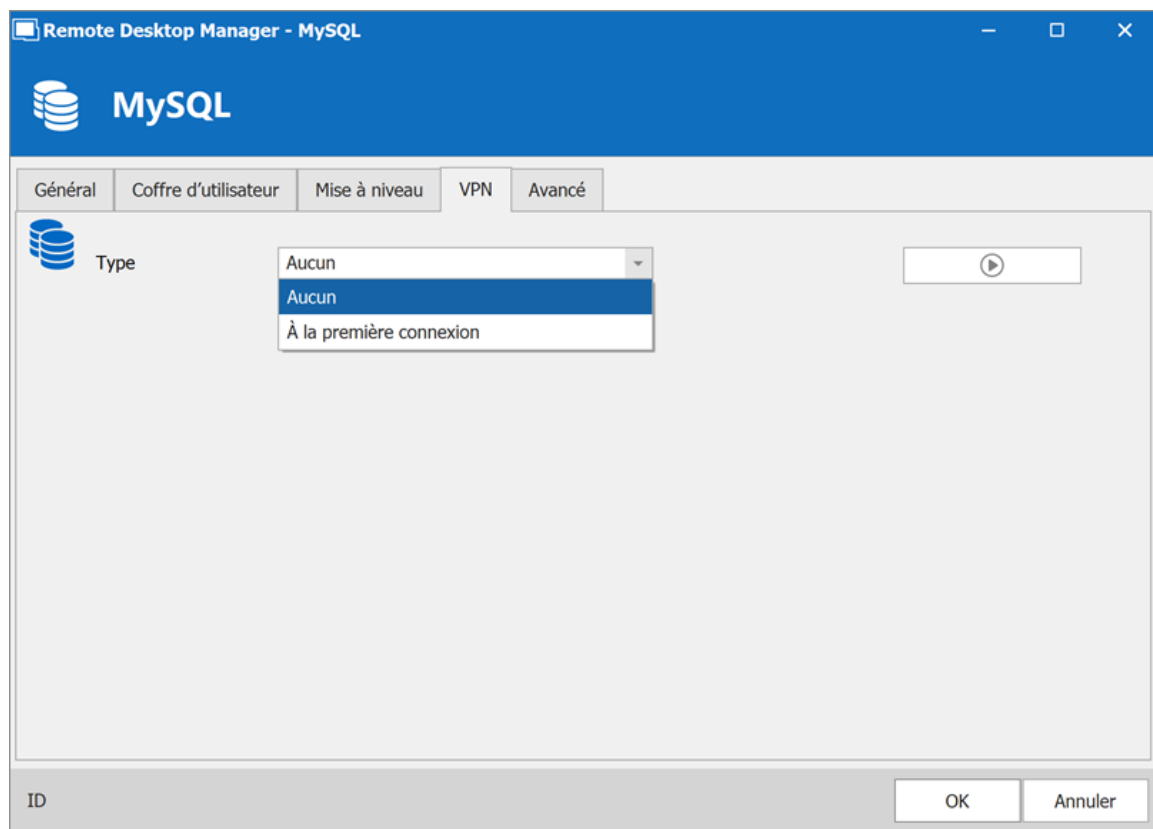 Remote Desktop Manager - MySQL
MySQL
Général Coffre d'utilisateur Mise à niveau VPN Avancé
Type Aucun
Aucun
À la première connexion
ID OK Annuler